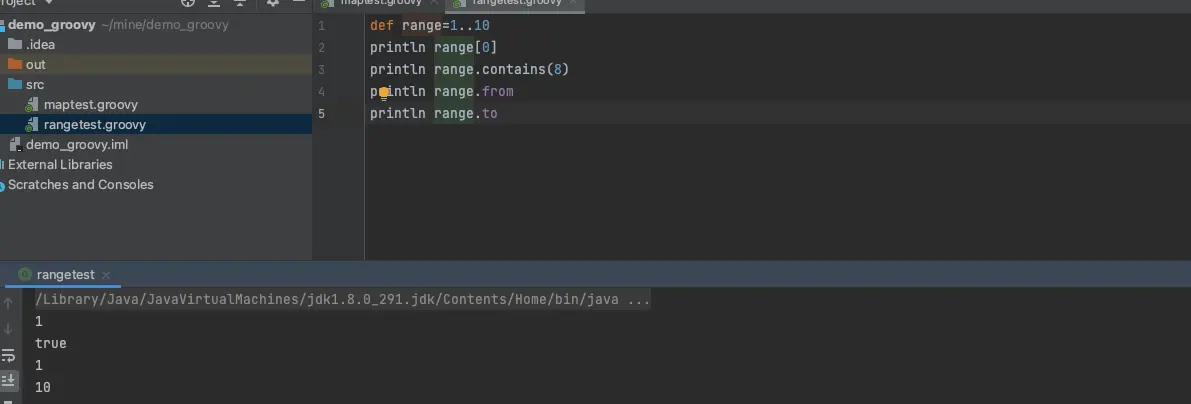 roject
demo_groovy ~/mine/demo_groovy
.idea
out
src
maptest.groovy
rangetest.groovy
demo_groovy.iml
External Libraries
Scratches and Consoles
maptest.groovy
rangetest.groovy
1 def range=1..10
2 println range[0]
3 println range.contains(8)
4 println range.from
5 println range.to
rangetest
/Library/Java/JavaVirtualMachines/jdk1.8.0_291.jdk/Contents/Home/bin/java ...
1
true
1
10